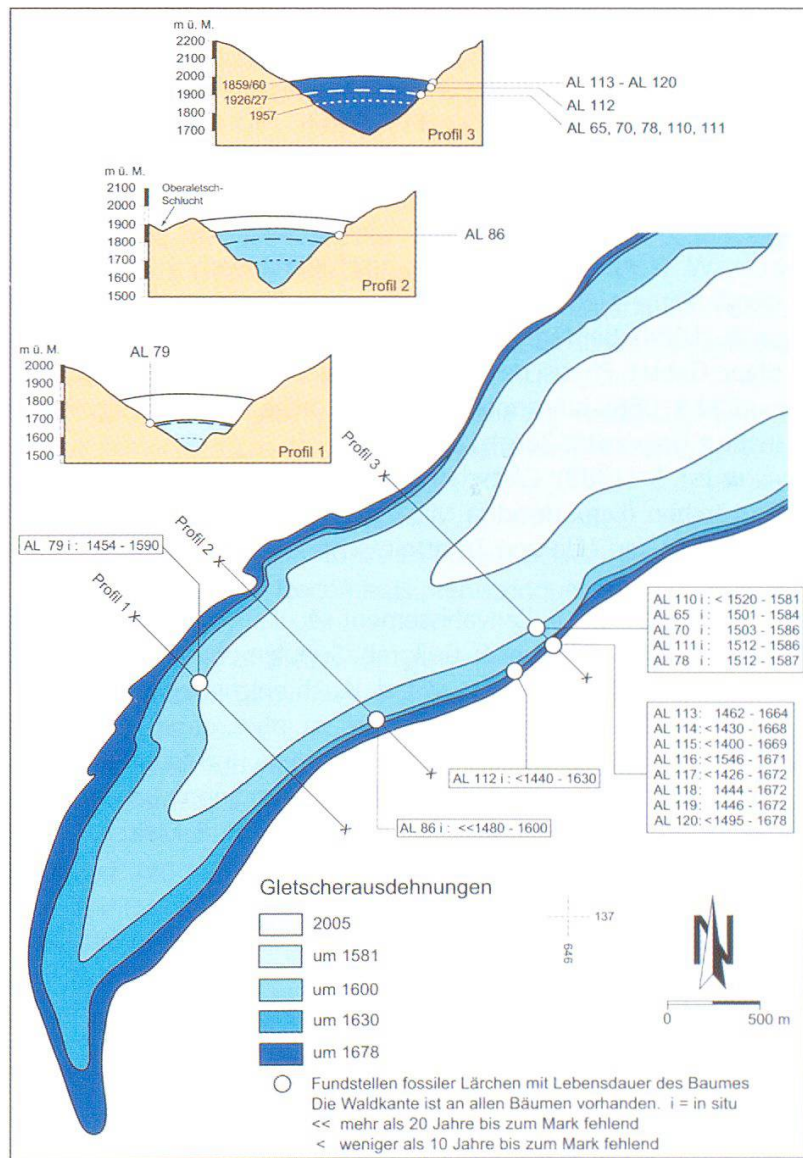 m ü. M.
2200
2100
2000
1900
1800
1700
1859/60
1926/27
1957
Profil 3
AL 113 - AL 120
AL 112
AL 65, 70, 78, 110, 111
m ü. M.
2100
2000
1900
1800
1700
1600
1500
Oberaletsch-
Schlucht
Profil 2
AL 86
m ü. M.
2000
1900
1800
1700
1600
1500
AL 79
Profil 1
Profil 3
Profil 2
Profil 1
AL 79 i : 1454 - 1590
AL 110 i : < 1520 - 1581
AL 65 i: 1501 - 1584
AL 70 i: 1503 - 1586
AL 111 i : 1512 - 1586
AL 78 i: 1512 - 1587
AL 113: 1462 - 1664
AL 114: <1430 - 1668
AL 115: <1400 - 1669
AL 116: <1546 - 1671
AL 117: <1426 - 1672
AL 118: 1444 - 1672
AL 119: 1446 - 1672
AL 120: <1495 - 1678
AL 112 i : <1440 - 1630
AL 86 i : <<1480 - 1600
Gletscherausdehnungen
2005
um 1581
um 1600
um 1630
um 1678
137
646
N
0 500 m
Fundstellen fossiler Lärchen mit Lebensdauer des Baumes
Die Waldkante ist an allen Bäumen vorhanden. i = in situ
<< mehr als 20 Jahre bis zum Mark fehlend
< weniger als 10 Jahre bis zum Mark fehlend